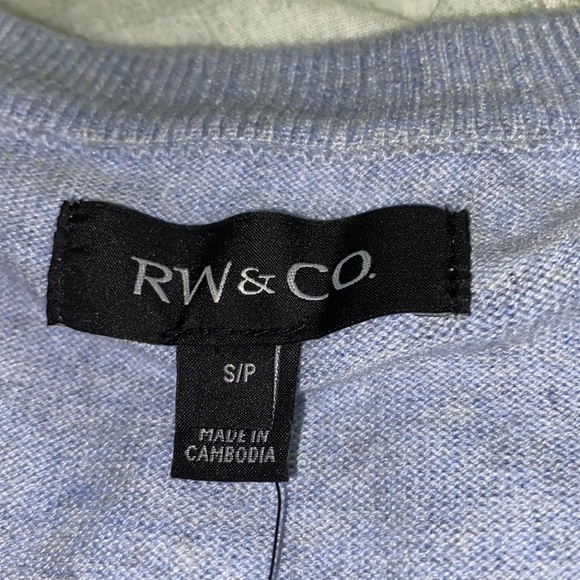 RW & CO.
S/P
MADE IN
CAMBODIA